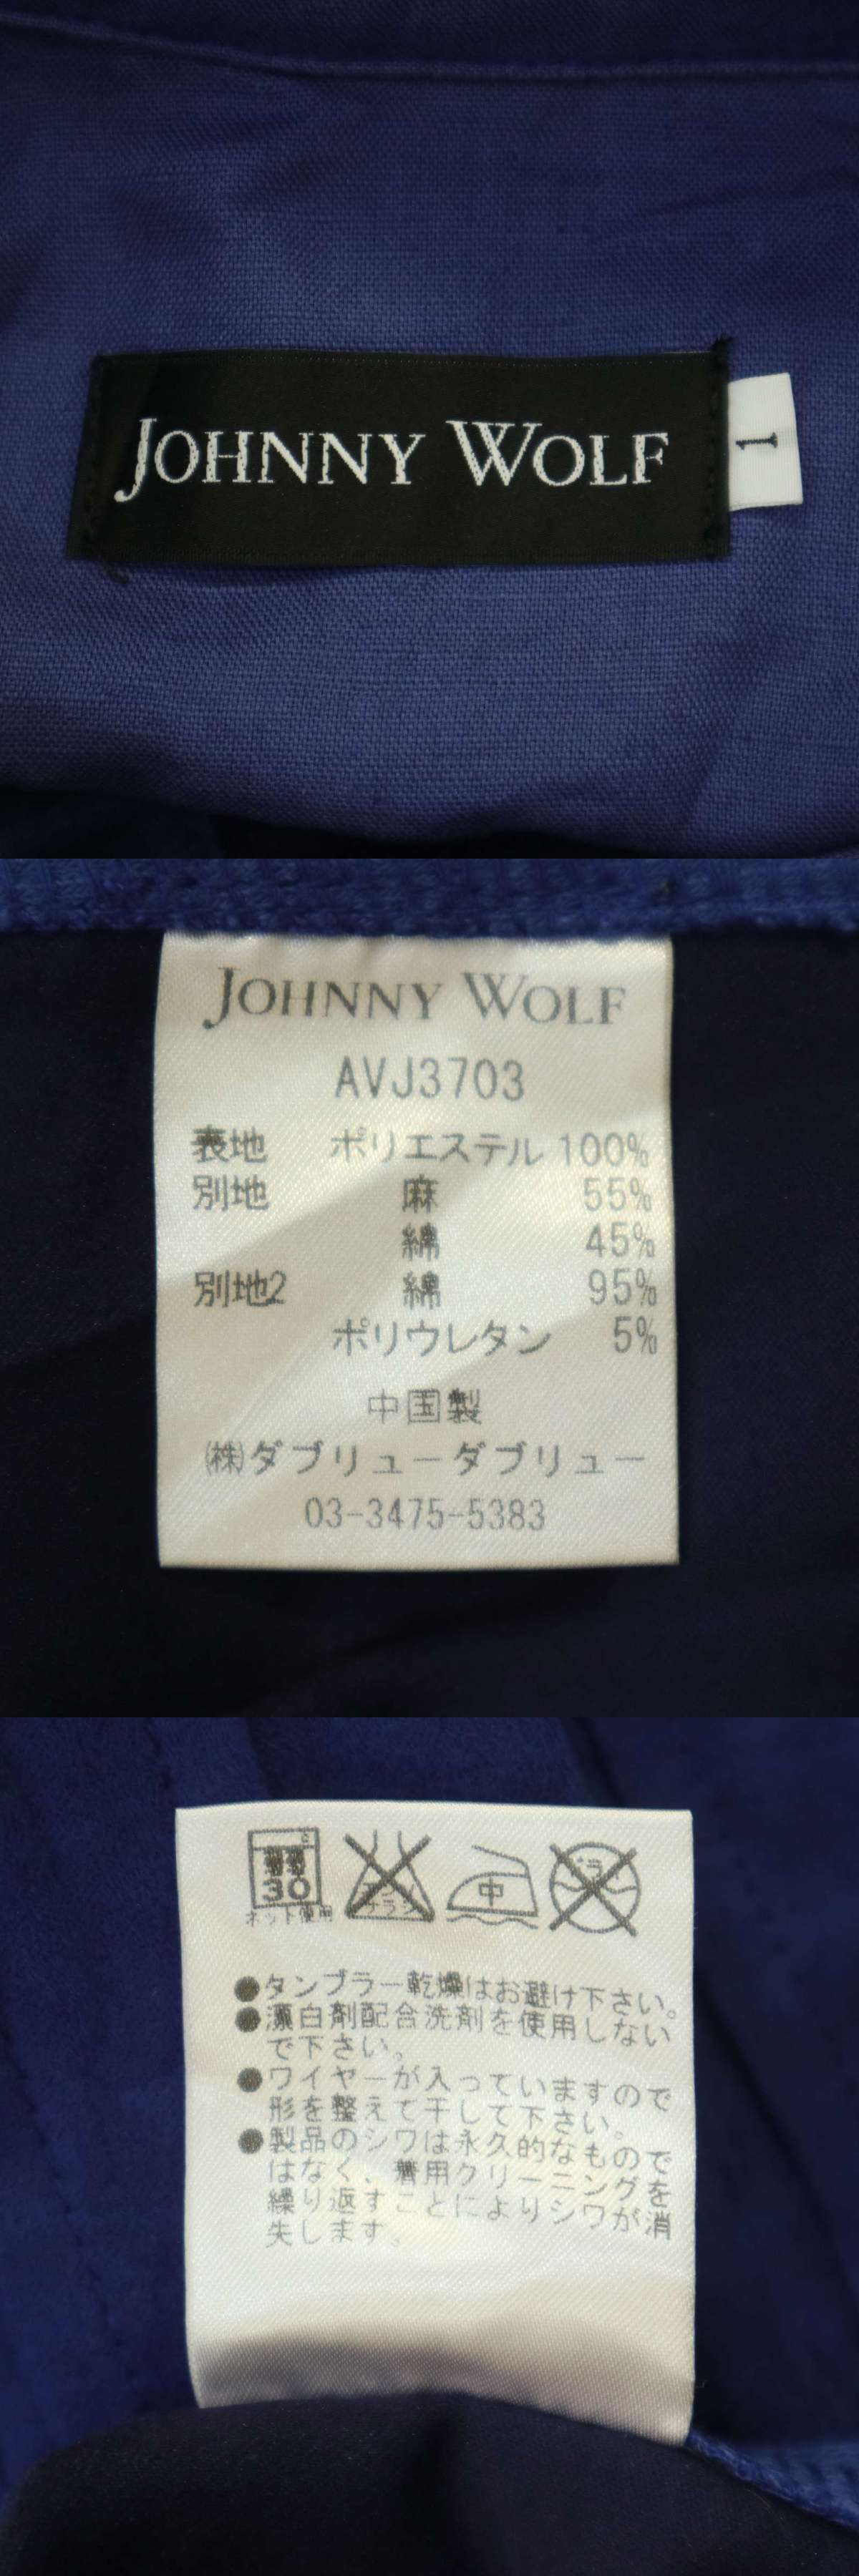 JOHNNY WOLF
1
JOHNNY WOLF
AVJ3703
表地 ポリエステル 100%
別地 麻 55%
綿 45%
別地2 綿 95%
ポリウレタン 5%
中国製
㈱ダブリューダブリュー
03-3475-5383
30 中
ネット使用
●タンブラー乾燥はお避け下さい。
●漂白剤配合洗剤を使用しない
で下さい。
●ワイヤーが入っていますので
形を整えて干して下さい。
●製品のシワは永久的なもので
はなく、着用クリーニングを
繰り返すことによりシワが消
失します。